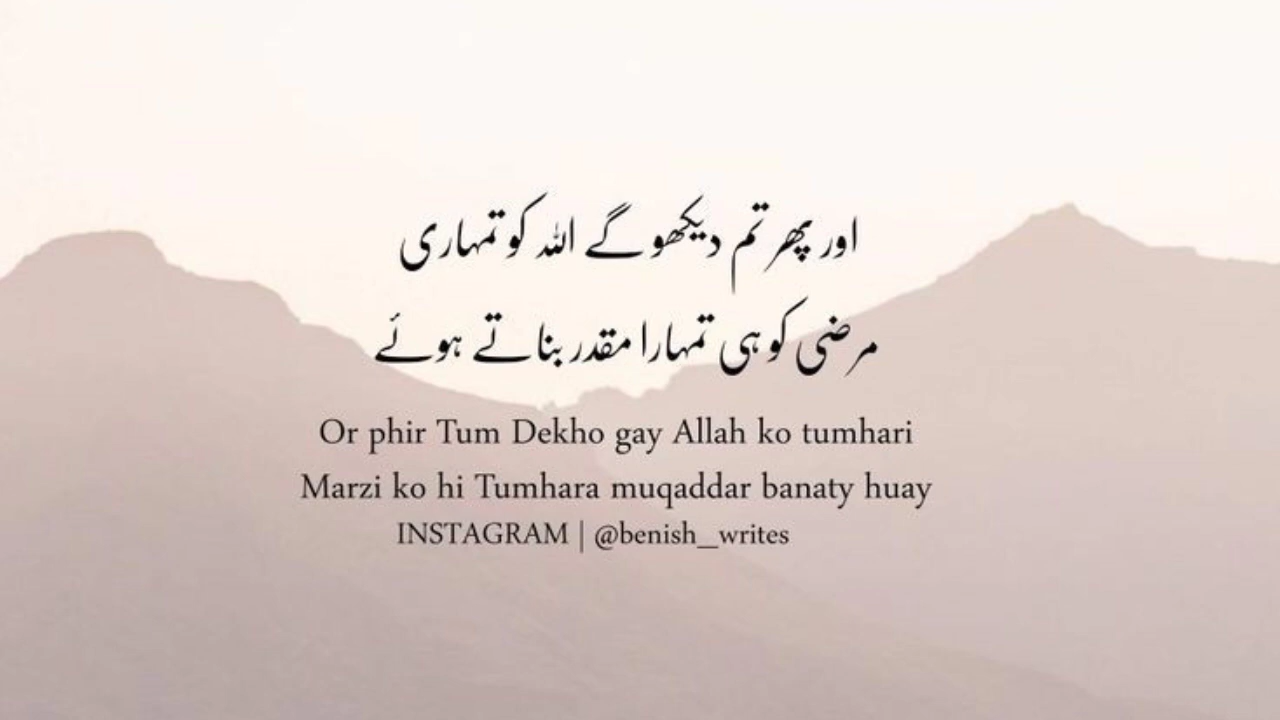 اور پھر تم دیکھو گے اللہ کو تمہاری
مرضی کو ہی تمہارا مقدر بناتے ہوئے
Or phir Tum Dekho gay Allah ko tumhari
Marzi ko hi Tumhara muqaddar banaty huay
INSTAGRAM | @benish__writes